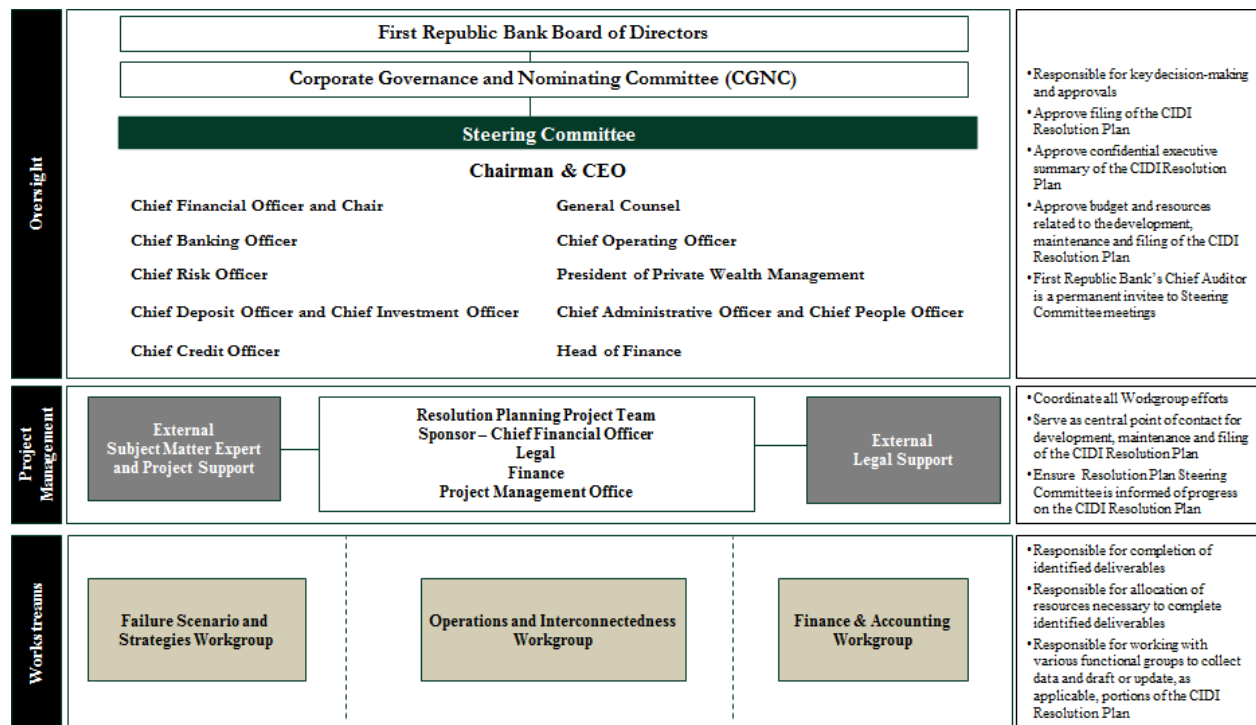 Oversight
First Republic Bank Board of Directors
Corporate Governance and Nominating Committee (CGNC)
Steering Committee
Chairman & CEO
Chief Financial Officer and Chair
General Counsel
Chief Banking Officer
Chief Operating Officer
Chief Risk Officer
President of Private Wealth Management
Chief Deposit Officer and Chief Investment Officer
Chief Administrative Officer and Chief People Officer
Chief Credit Officer
Head of Finance
•Responsible for key decision-making
and approvals
•Approve filing of the CIDI
Resolution Plan
•Approve confidential executive
summary of the CIDI Resolution
Plan
•Approve budget and resources
related to the development,
maintenance and filing of the CIDI
Resolution Plan
•First Republic Bank's Chief Auditor
is a permanent invitee to Steering
Committee meetings
Project
Management
External
Subject Matter Expert
and Project Support
Resolution Planning Project Team
Sponsor – Chief Financial Officer
Legal
Finance
Project Management Office
External
Legal Support
•Coordinate all Workgroup efforts
•Serve as central point of contact for
development, maintenance and filing
of the CIDI Resolution Plan
•Ensure Resolution Plan Steering
Committee is informed of progress
on the CIDI Resolution Plan
Workstreams
Failure Scenario and
Strategies Workgroup
Operations and Interconnectedness
Workgroup
Finance & Accounting
Workgroup
•Responsible for completion of
identified deliverables
•Responsible for allocation of
resources necessary to complete
identified deliverables
•Responsible for working with
various functional groups to collect
data and draft or update, as
applicable, portions of the CIDI
Resolution Plan